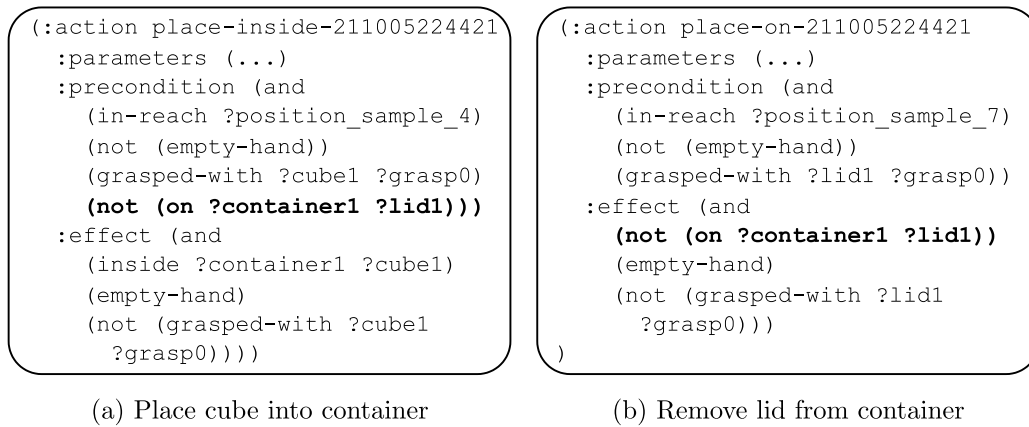 (:action place-inside-211005224421
:parameters (...)
:precondition (and
(in-reach ?position_sample_4)
(not (empty-hand))
(grasped-with ?cube1 ?grasp0)
(not (on ?container1 ?lid1)))
:effect (and
(inside ?container1 ?cube1)
(empty-hand)
(not (grasped-with ?cube1
?grasp0))))
(a) Place cube into container
(:action place-on-211005224421
:parameters (...)
:precondition (and
(in-reach ?position_sample_7)
(not (empty-hand))
(grasped-with ?lid1 ?grasp0))
:effect (and
(not (on ?container1 ?lid1))
(empty-hand)
(not (grasped-with ?lid1
?grasp0)))
)
(b) Remove lid from container